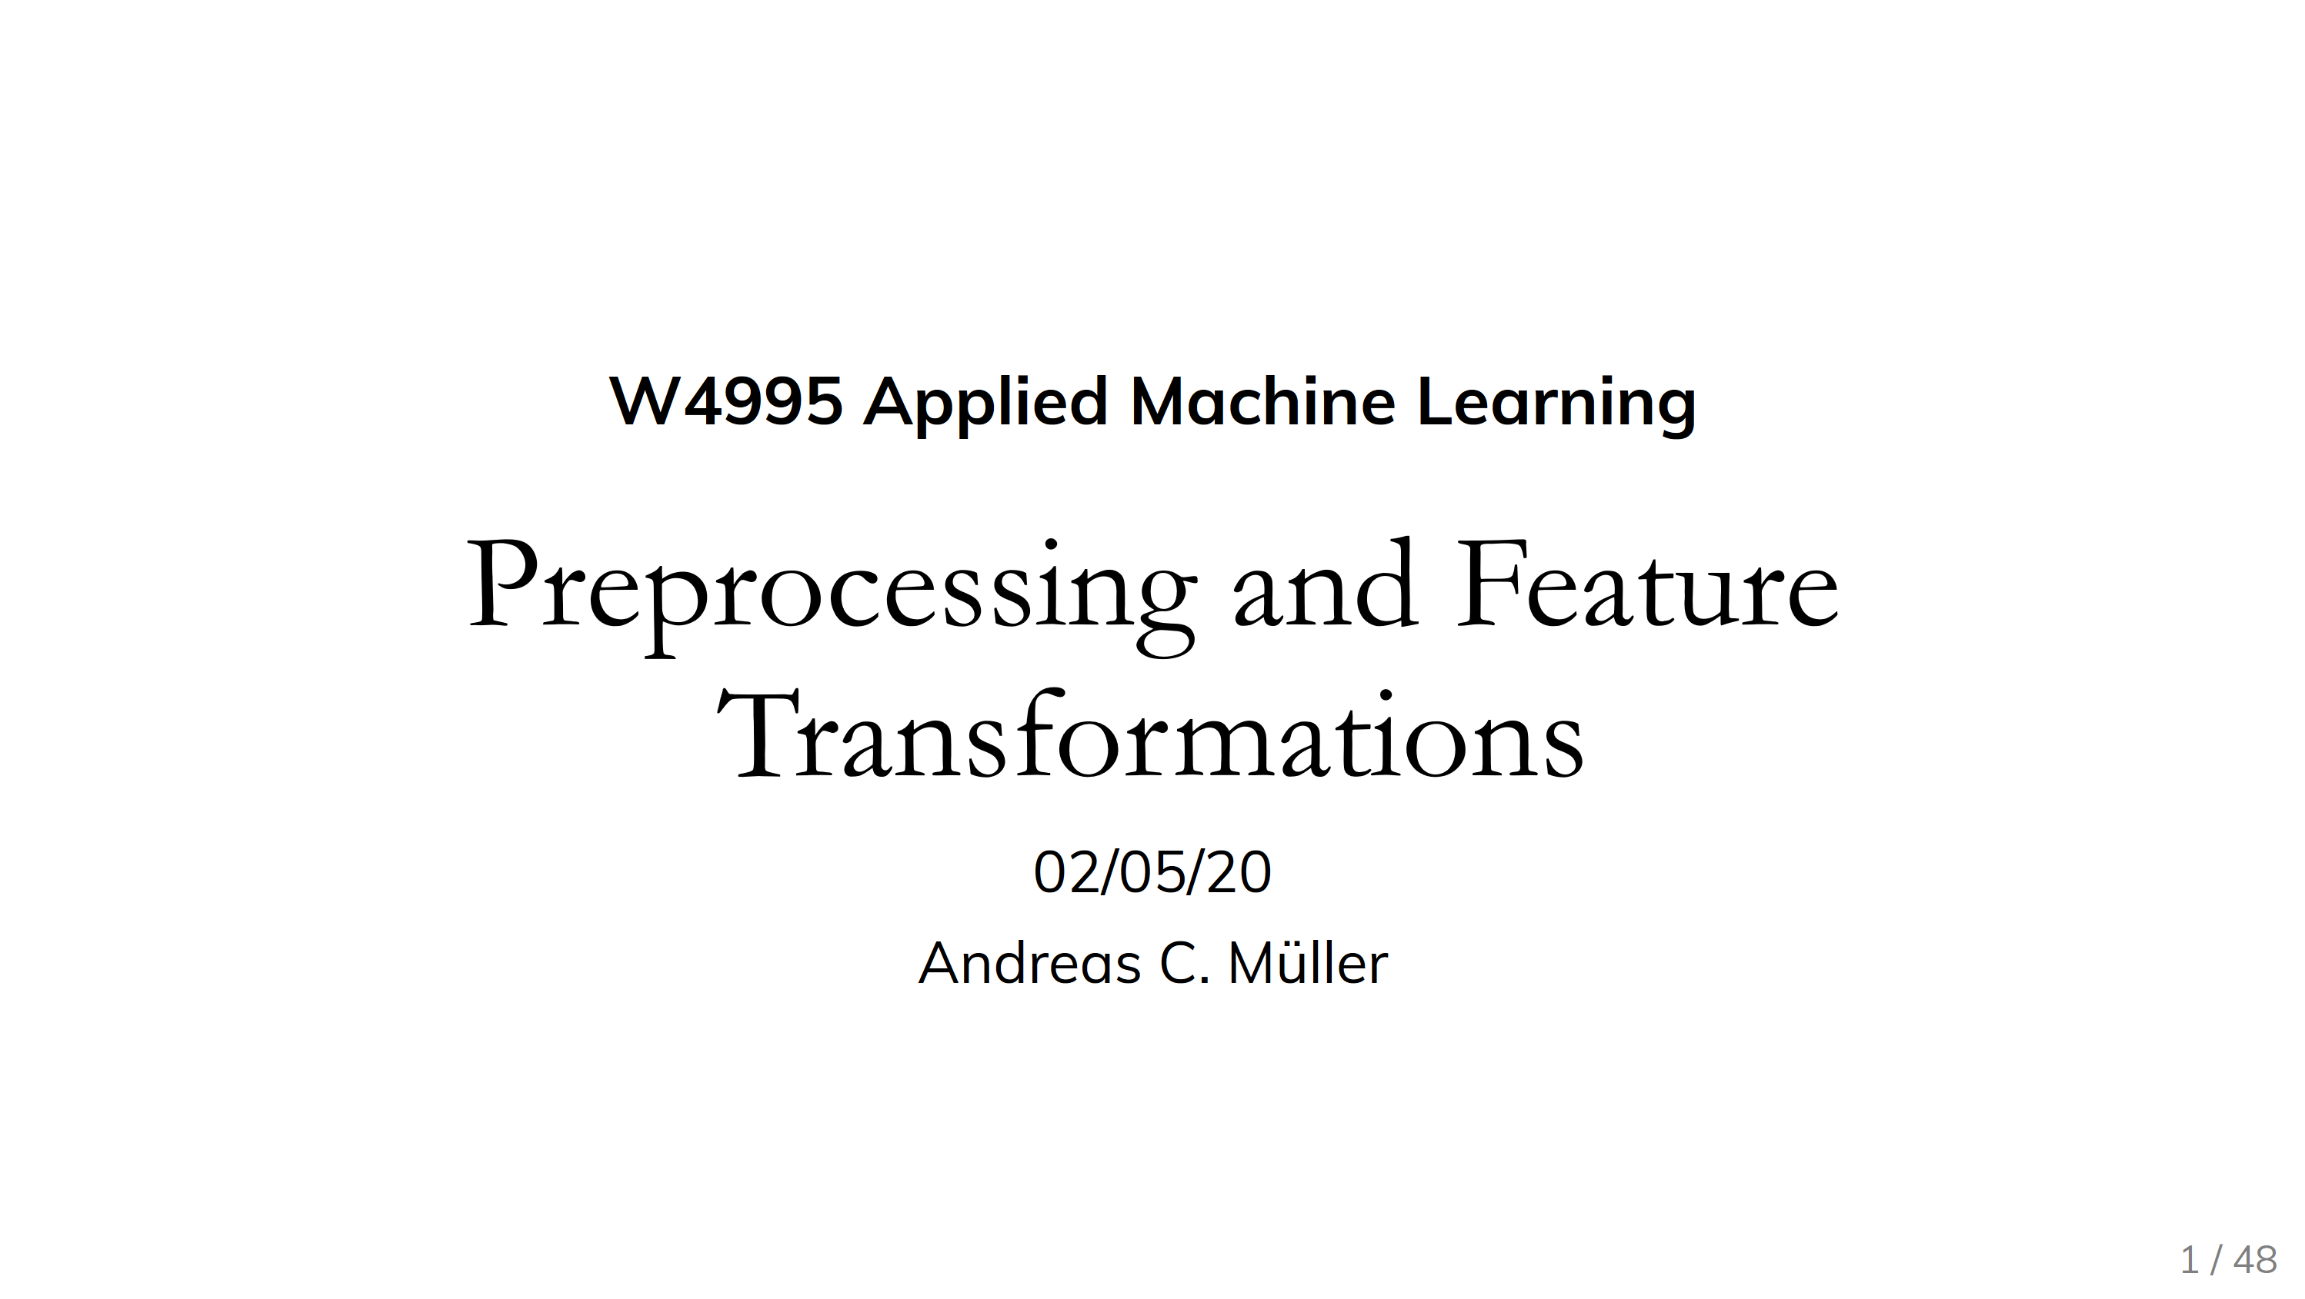 W4995 Applied Machine Learning
Preprocessing and Feature
Transformations
02/05/20
Andreas C. Müller
1 / 48